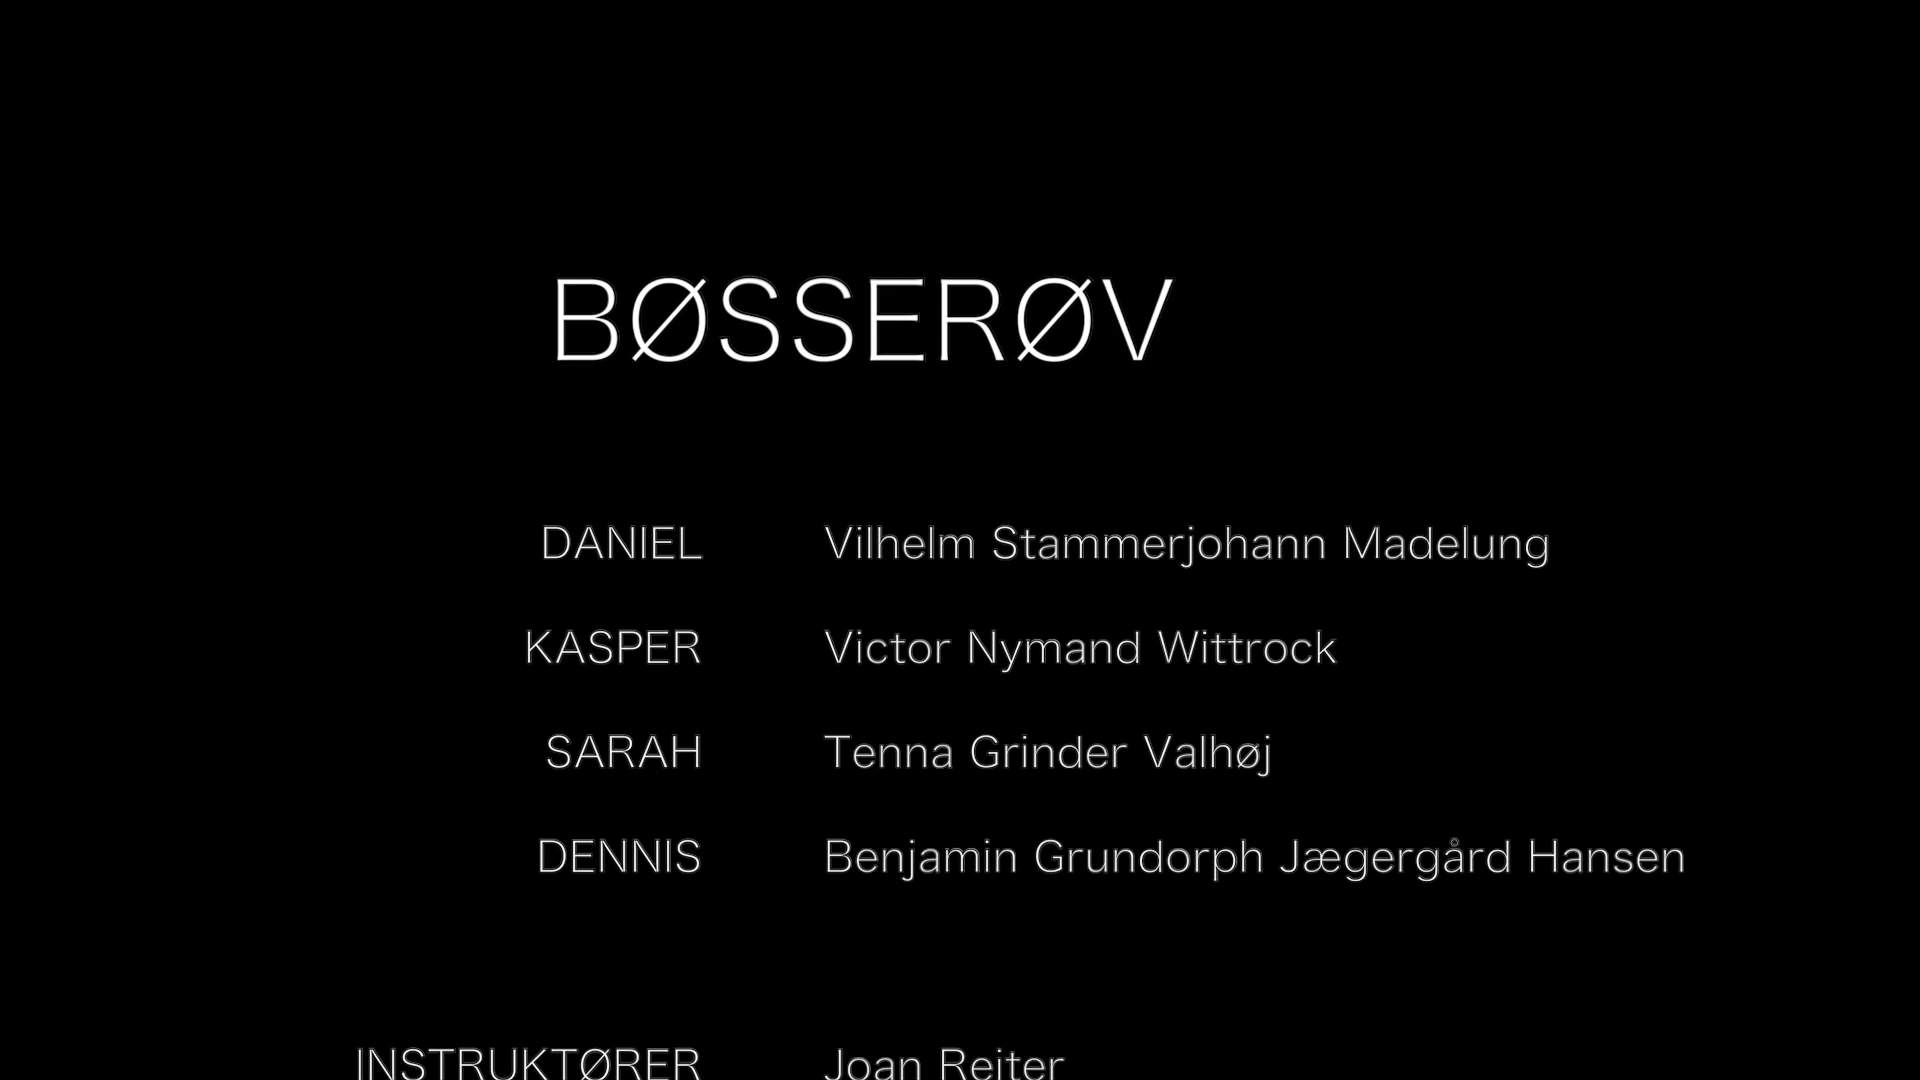 BØSSERØV
DANIEL Vilhelm Stammerjohann Madelung
KASPER Victor Nymand Wittrock
SARAH Tenna Grinder Valhøj
DENNIS Benjamin Grundorph Jægergård Hansen
INSTRUKTØRER Joan Reiter